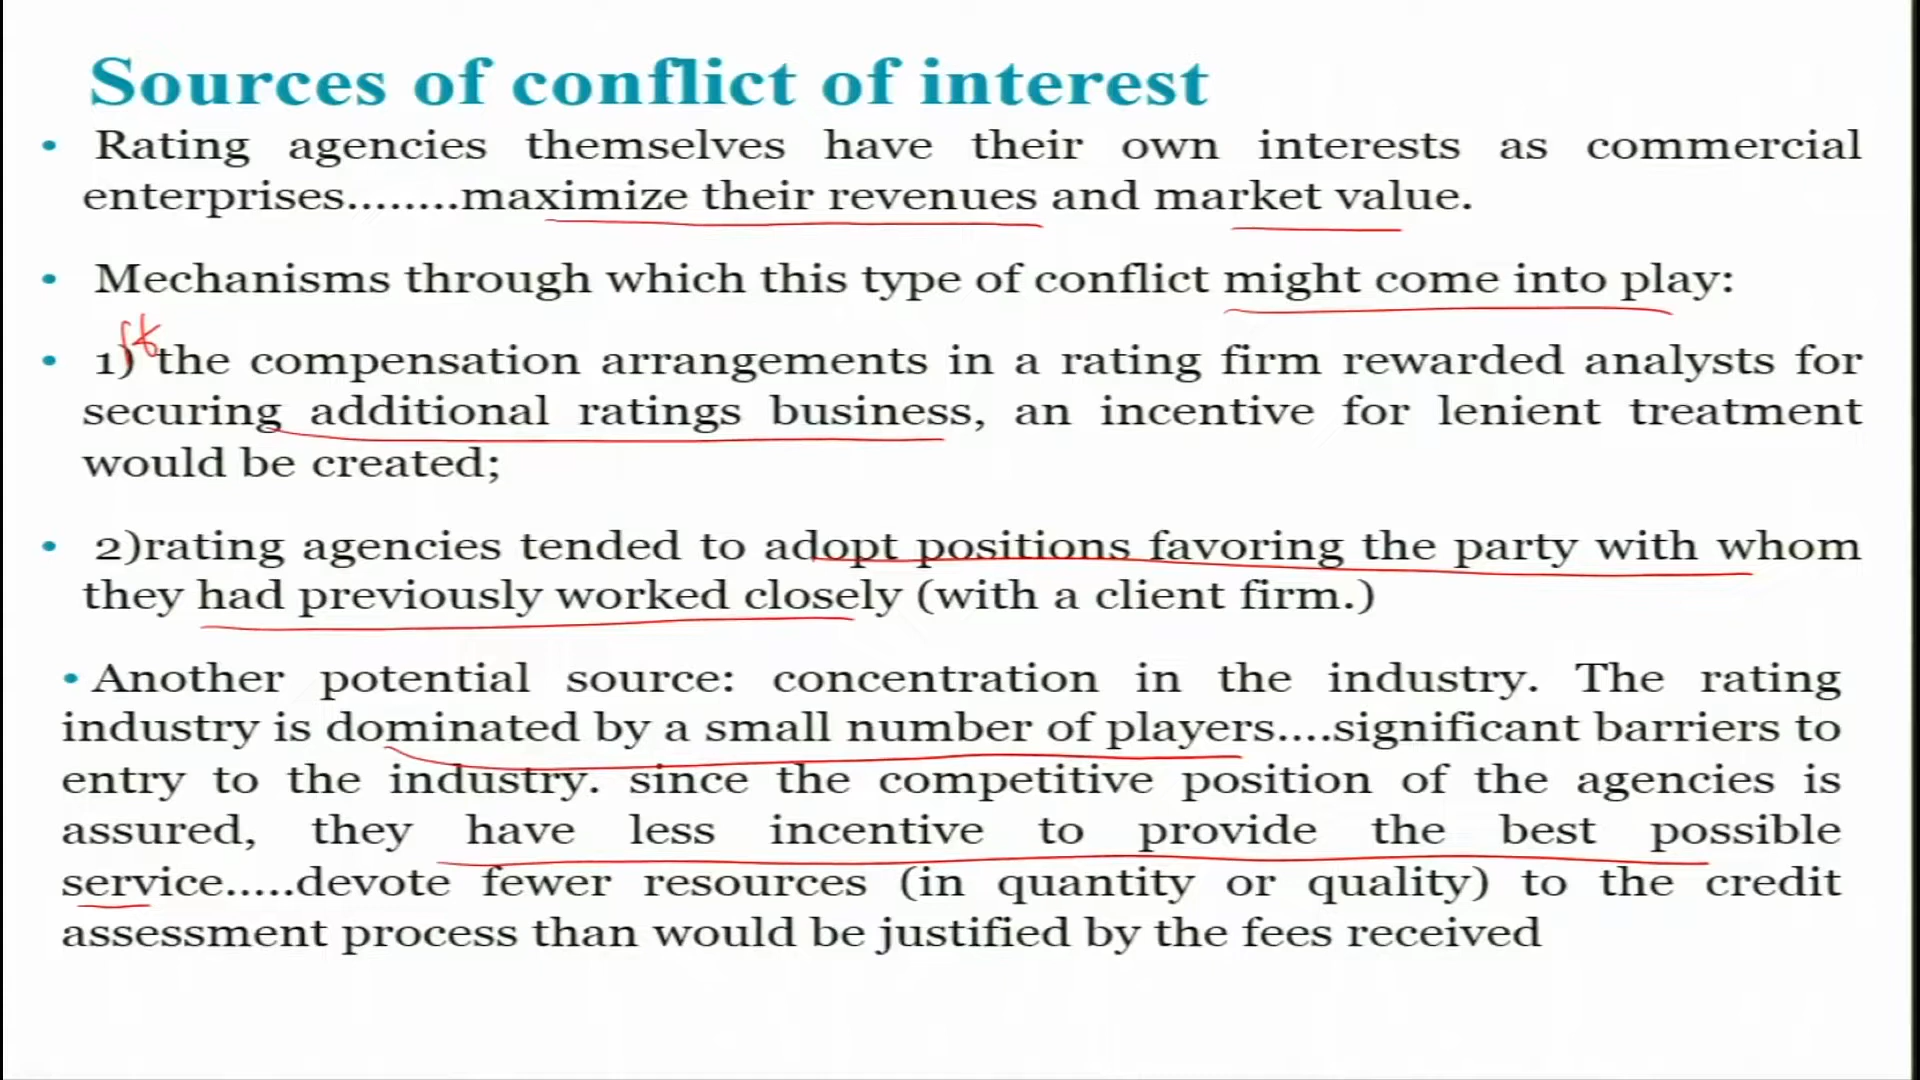 Sources of conflict of interest
• Rating agencies themselves have their own interests as commercial
enterprises........maximize their revenues and market value.
• Mechanisms through which this type of conflict might come into play:
• 1) the compensation arrangements in a rating firm rewarded analysts for
securing additional ratings business, an incentive for lenient treatment
would be created;
• 2)rating agencies tended to adopt positions favoring the party with whom
they had previously worked closely (with a client firm.)
• Another potential source: concentration in the industry. The rating
industry is dominated by a small number of players....significant barriers to
entry to the industry. since the competitive position of the agencies is
assured, they have less incentive to provide the best possible
service.....devote fewer resources (in quantity or quality) to the credit
assessment process than would be justified by the fees received